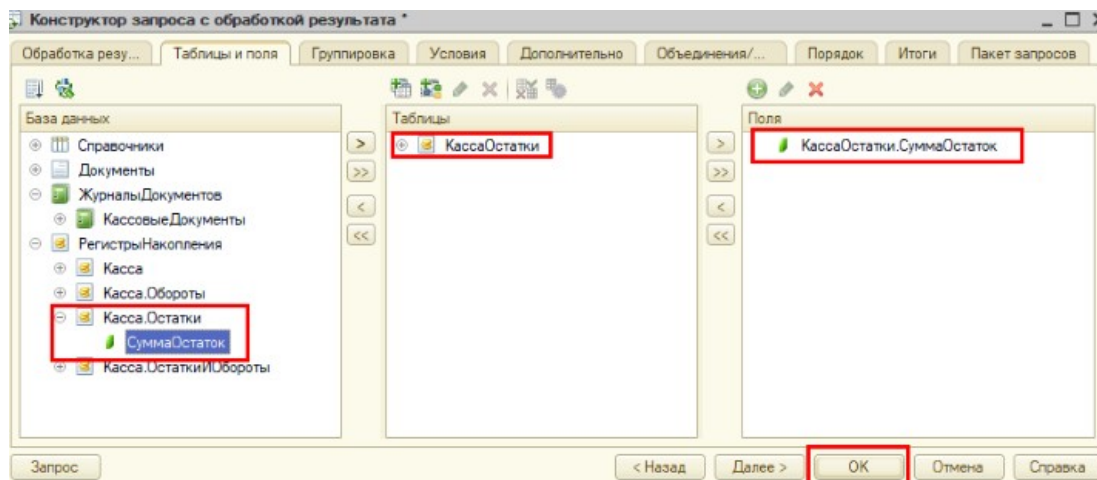 Конструктор запроса с обработкой результата *
Обработка резу... Таблицы и поля Группировка Условия Дополнительно Объединения/... Порядок Итоги Пакет запросов
База данных
Справочники
Документы
ЖурналыДокументов
КассовыеДокументы
РегистрыНакопления
Касса
Касса.Обороты
Касса.Остатки
СуммаОстаток
Касса.ОстаткиИОбороты
>
>>
<
<<
Таблицы
КассаОстатки
>
>>
<
<<
Поля
КассаОстатки.СуммаОстаток
Запрос < Назад Далее > OK Отмена Справка